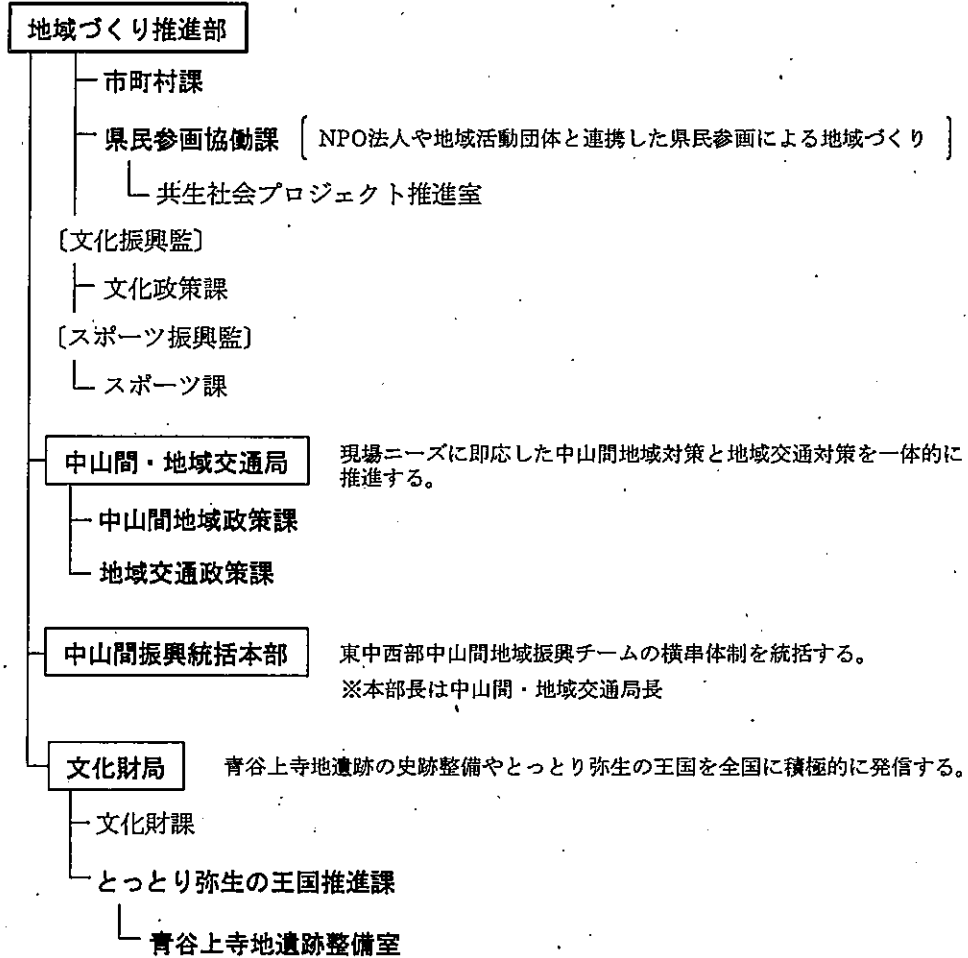 地域づくり推進部
市町村課
県民参画協働課 〔NPO法人や地域活動団体と連携した県民参画による地域づくり〕
共生社会プロジェクト推進室
〔文化振興監〕
文化政策課
〔スポーツ振興監〕
スポーツ課
中山間・地域交通局 現場ニーズに即応した中山間地域対策と地域交通対策を一体的に
推進する。
中山間地域政策課
地域交通政策課
中山間振興統括本部 東中西部中山間地域振興チームの横串体制を統括する。
※本部長は中山間・地域交通局長
文化財局 青谷上寺地遺跡の史跡整備やとっとり弥生の王国を全国に積極的に発信する。
文化財課
とっとり弥生の王国推進課
青谷上寺地遺跡整備室